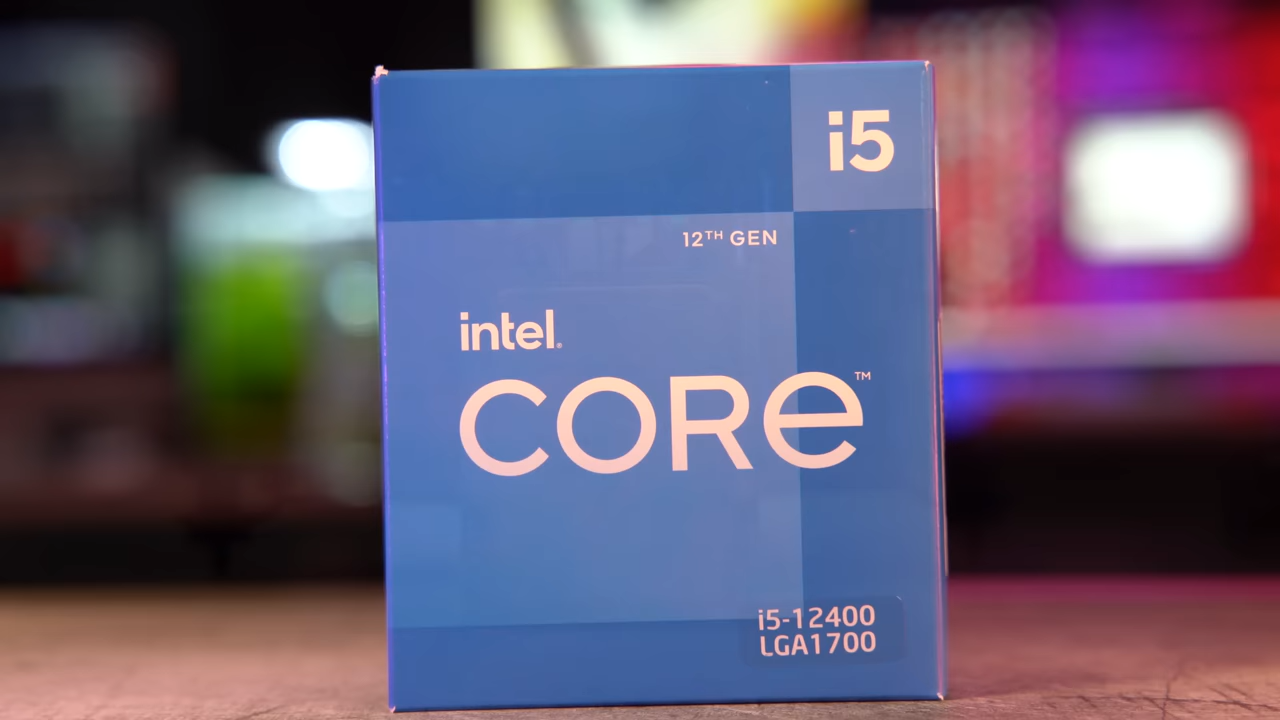 i5
12TH GEN
intel.
CORe™
i5-12400
LGA1700